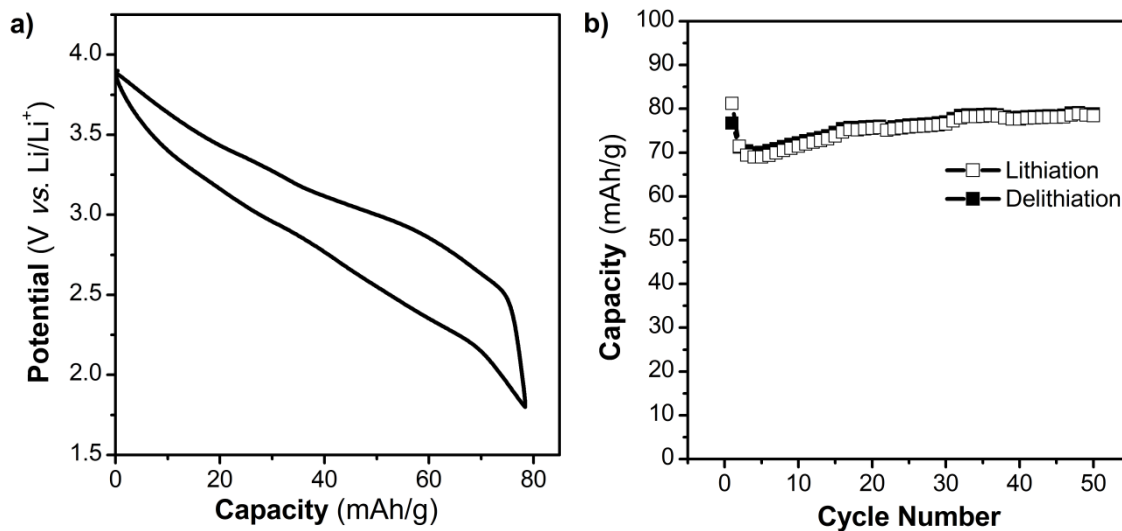 a)
Potential (V vs. Li/Li⁺)
4.0
3.5
3.0
2.5
2.0
1.5
0 20 40 60 80
Capacity (mAh/g)
b)
Capacity (mAh/g)
100
90
80
70
60
50
40
30
20
10
0
Lithiation
Delithiation
0 10 20 30 40 50
Cycle Number